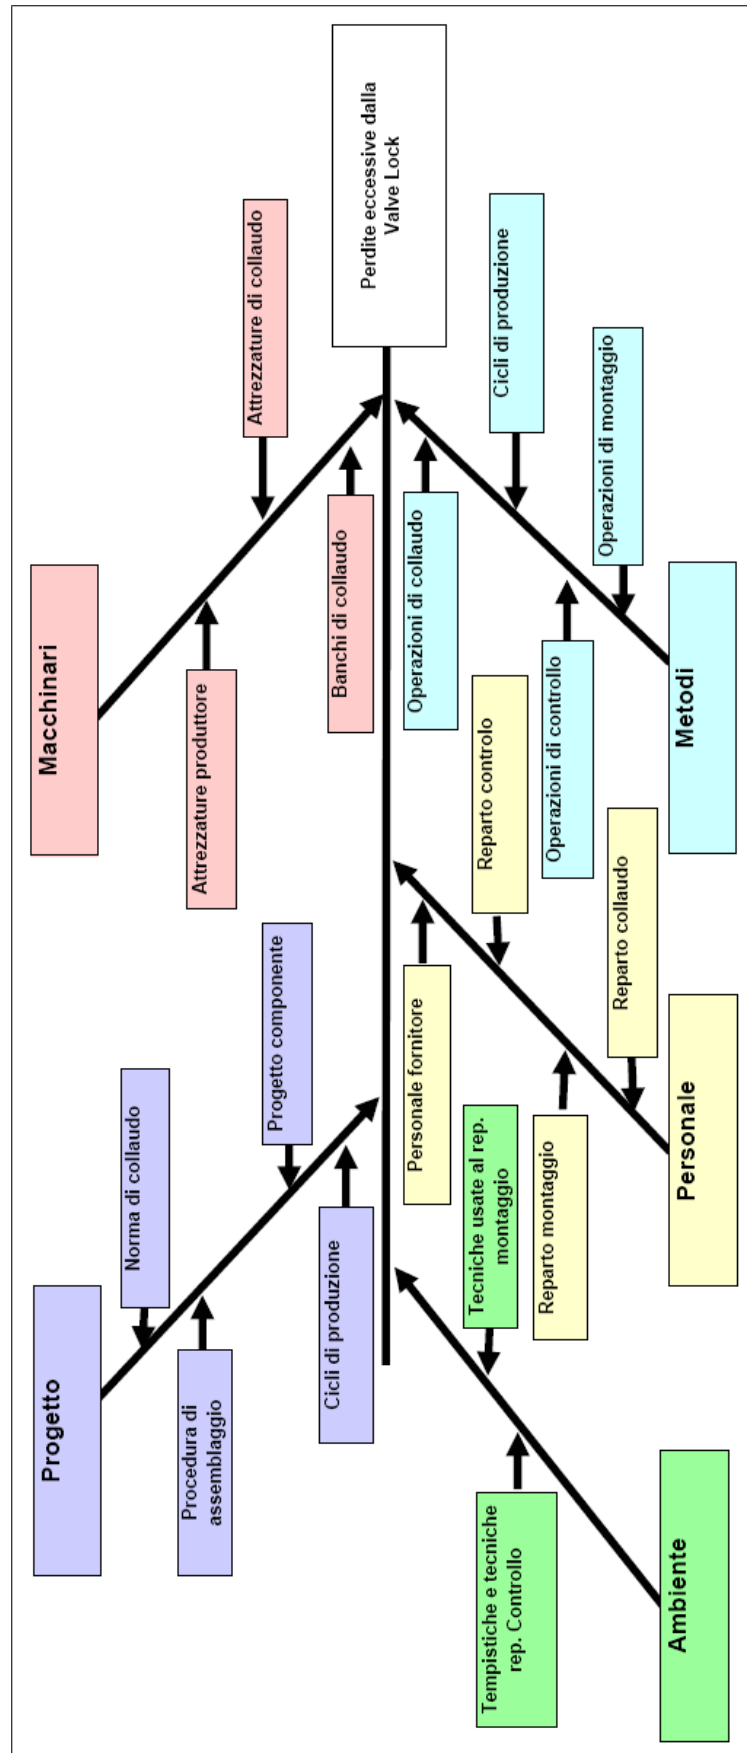 Progetto
Macchinari
Norma di collaudo
Procedura di
assemblaggio
Progetto componente
Cicli di produzione
Attrezzature produttore
Attrezzature di collaudo
Banchi di collaudo
Perdite eccessive dalla
Valve Lock
Tempistiche e tecniche
rep. Controllo
Tecniche usate al rep.
montaggio
Personale fornitore
Reparto controlo
Reparto montaggio
Reparto collaudo
Operazioni di collaudo
Cicli di produzione
Operazioni di controllo
Operazioni di montaggio
Ambiente
Personale
Metodi